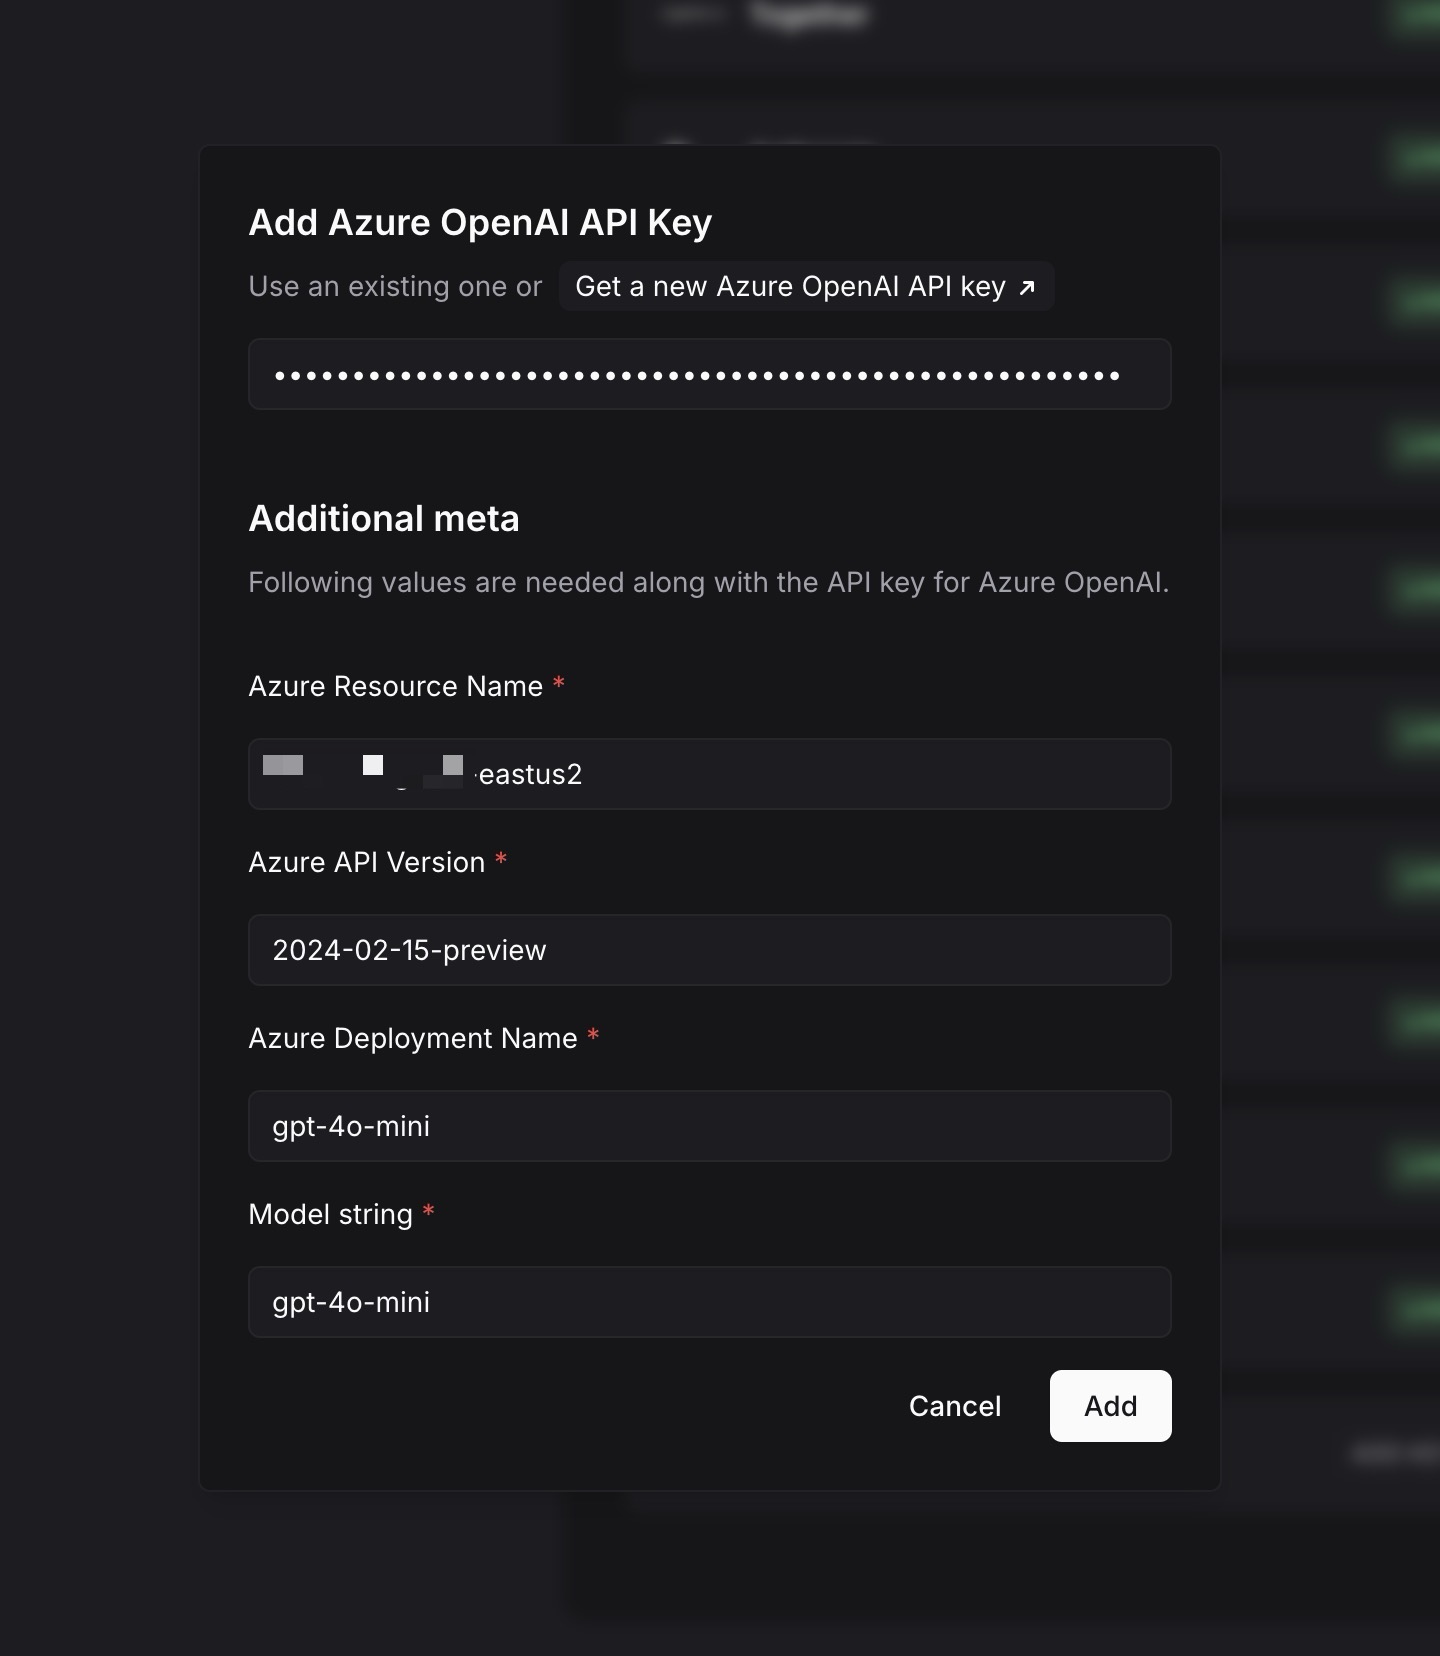 Together
Add Azure OpenAI API Key
Use an existing one or Get a new Azure OpenAI API key ↗
Additional meta
Following values are needed along with the API key for Azure OpenAI.
Azure Resource Name *
-eastus2
Azure API Version *
2024-02-15-preview
Azure Deployment Name *
gpt-4o-mini
Model string *
gpt-4o-mini
Cancel
Add